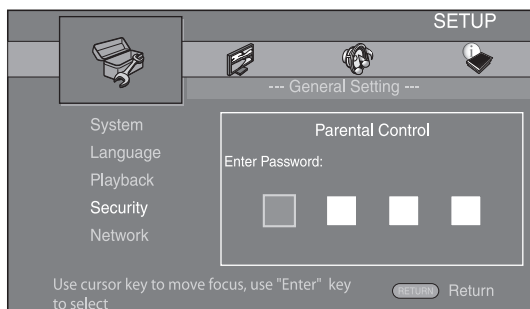 SETUP
--- General Setting ---
System
Language
Playback
Security
Network
Parental Control
Enter Password:
Use cursor key to move focus, use "Enter" key
to select
RETURN Return